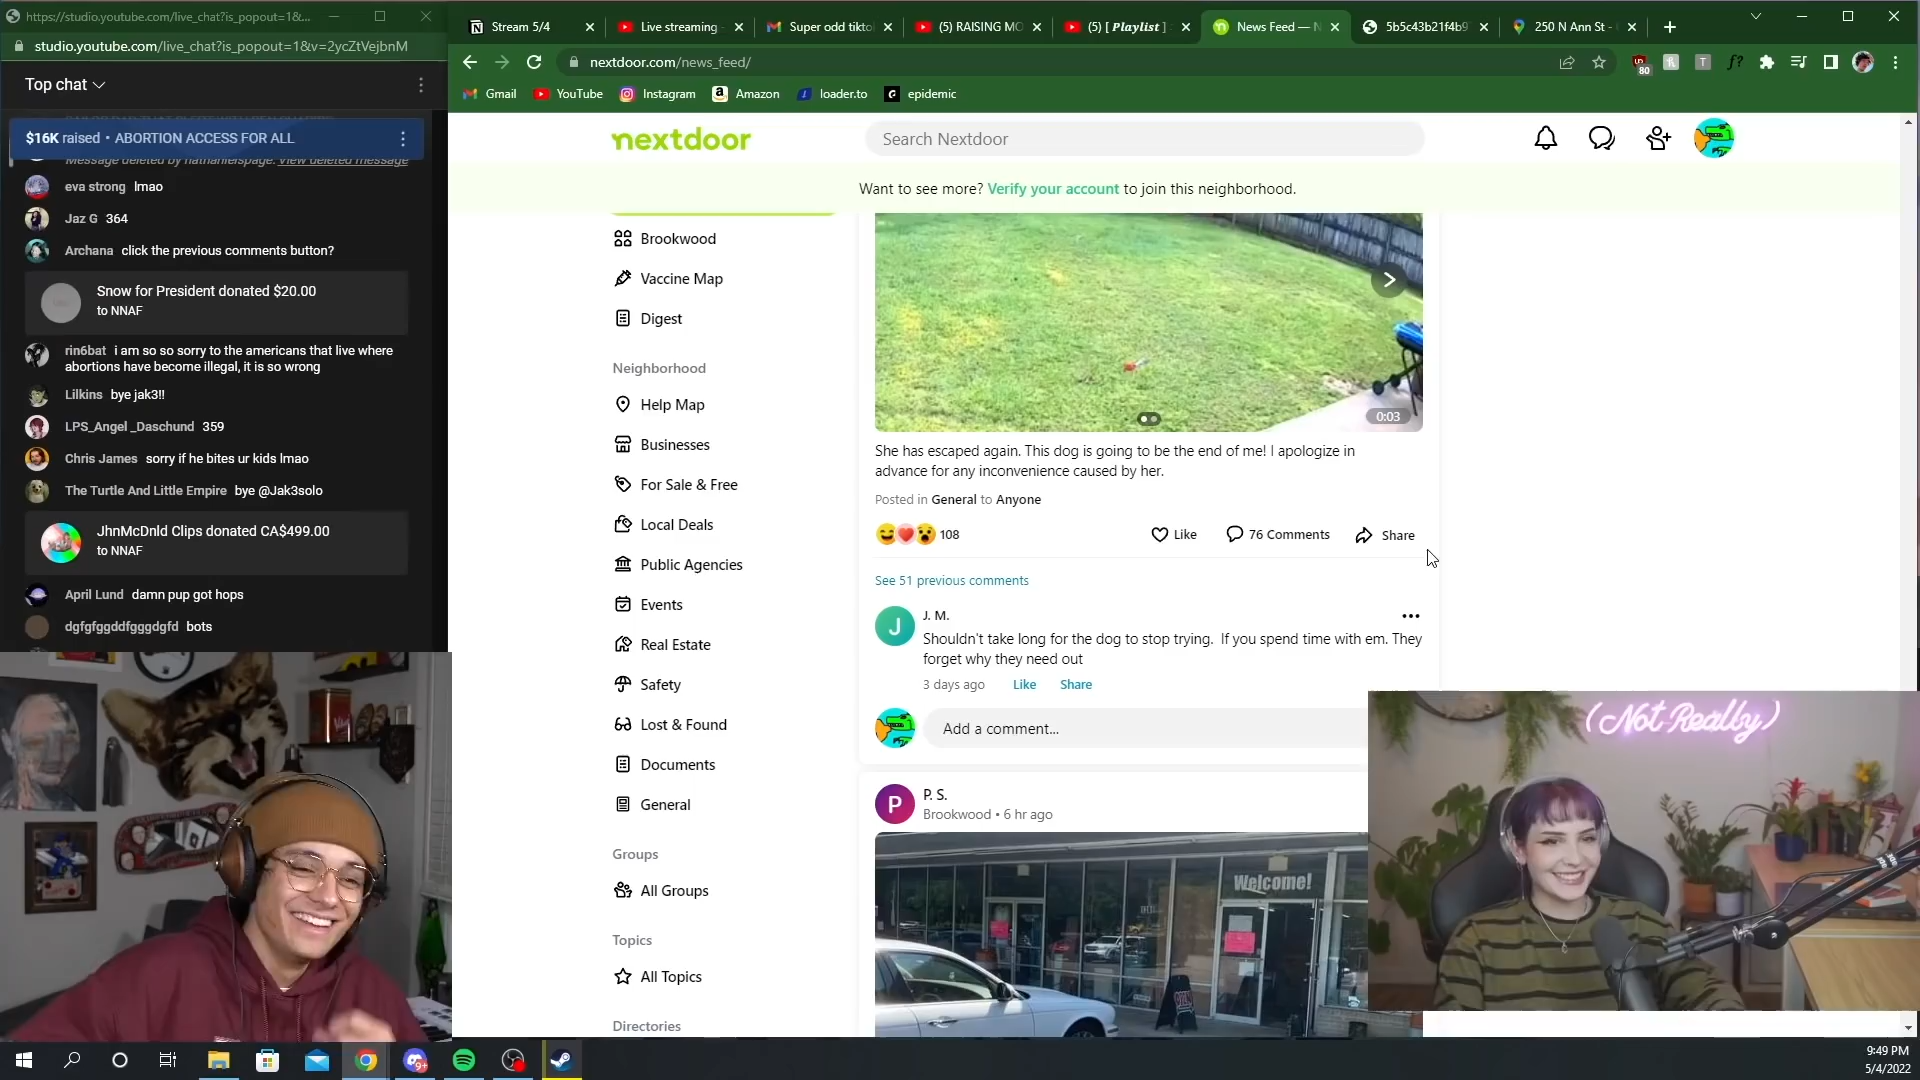 https://studio.youtube.com/live_chat?is_popout=1&/...
studio.youtube.com/live_chat?is_popout=1&v=2ycZtVejbnM
Top chat
$16K raised • ABORTION ACCESS FOR ALL
Message deleted by nathanierspage. View deleted message
eva strong lmao
Jaz G 364
Archana click the previous comments button?
Snow for President donated $20.00
to NNAF
rin6bat i am so so sorry to the americans that live where
abortions have become illegal, it is so wrong
Lilkins bye jak3!!
LPS_Angel _Daschund 359
Chris James sorry if he bites ur kids lmao
The Turtle And Little Empire bye @Jak3solo
JhnMcDnld Clips donated CA$499.00
to NNAF
April Lund damn pup got hops
dgfgfggddfgggdgfd bots
Stream 5/4
Live streaming -
Super odd tikto
(5) RAISING MO
(5) [ Playlist ]
News Feed — N
5b5c43b21f4b9
250 N Ann St -
nextdoor.com/news_feed/
80
Gmail
YouTube
Instagram
Amazon
loader.to
epidemic
nextdoor
Search Nextdoor
Want to see more? Verify your account to join this neighborhood.
Brookwood
Vaccine Map
Digest
Neighborhood
Help Map
Businesses
For Sale & Free
Local Deals
Public Agencies
Events
Real Estate
Safety
Lost & Found
Documents
General
Groups
All Groups
Topics
All Topics
Directories
0:03
She has escaped again. This dog is going to be the end of me! I apologize in
advance for any inconvenience caused by her.
Posted in General to Anyone
108
Like
76 Comments
Share
See 51 previous comments
J
J. M.
Shouldn't take long for the dog to stop trying. If you spend time with em. They
forget why they need out
3 days ago
Like
Share
Add a comment...
P
P. S.
Brookwood • 6 hr ago
Welcome!
OPEN
(Not Really)
9+
9:49 PM
5/4/2022